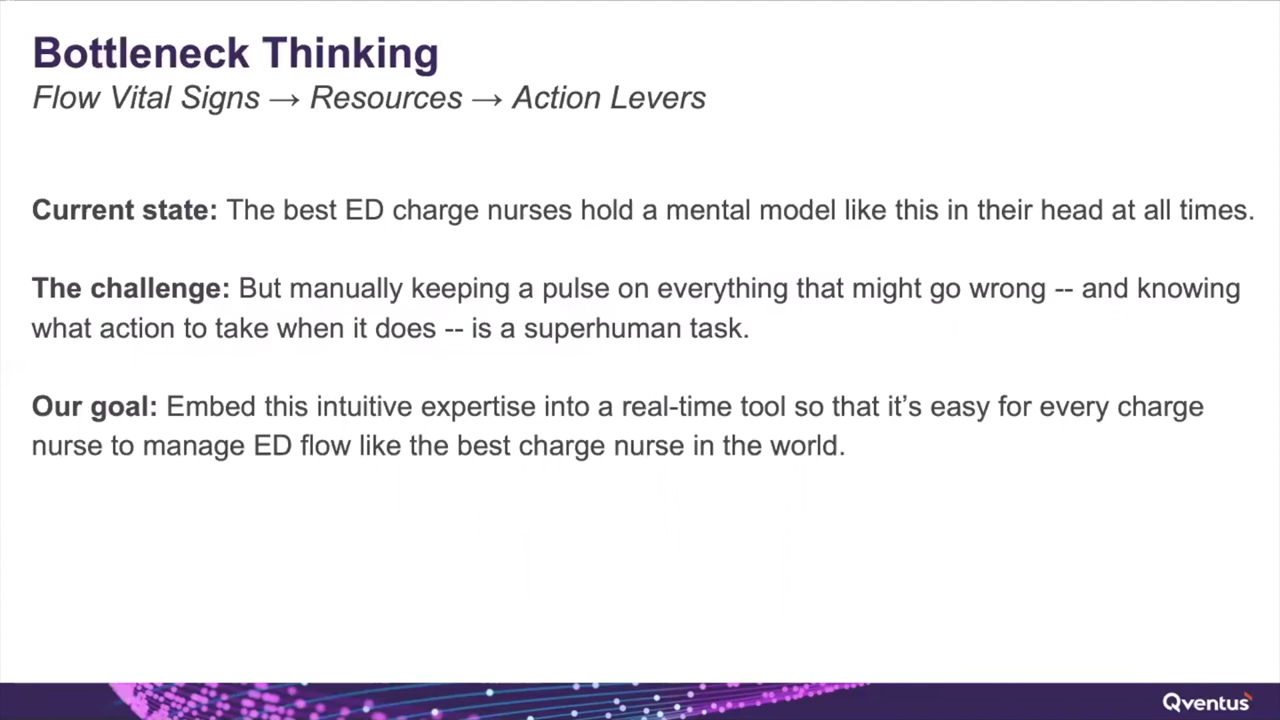 Bottleneck Thinking
Flow Vital Signs → Resources → Action Levers
Current state: The best ED charge nurses hold a mental model like this in their head at all times.
The challenge: But manually keeping a pulse on everything that might go wrong -- and knowing
what action to take when it does -- is a superhuman task.
Our goal: Embed this intuitive expertise into a real-time tool so that it’s easy for every charge
nurse to manage ED flow like the best charge nurse in the world.
Qventus